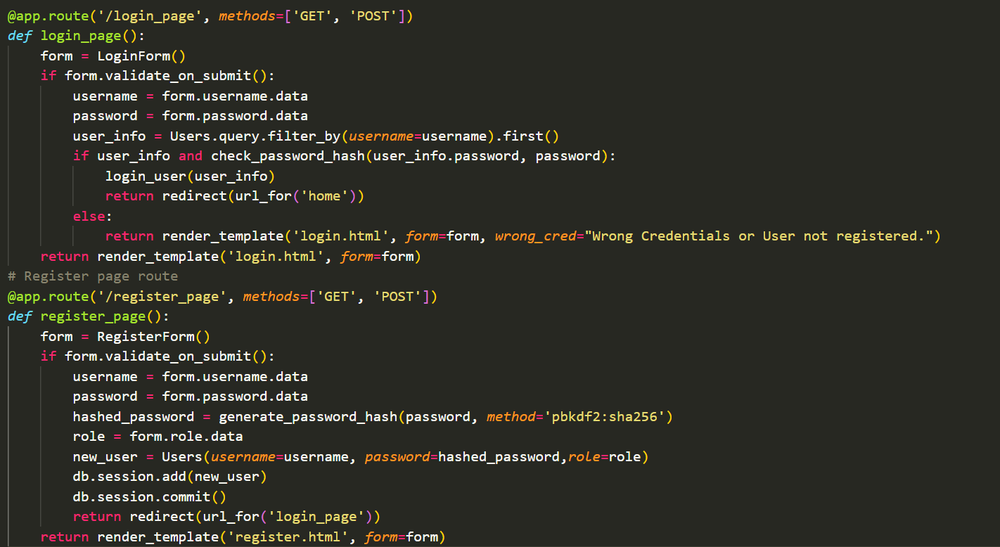 @app.route('/login_page', methods=['GET', 'POST'])
def login_page():
    form = LoginForm()
    if form.validate_on_submit():
        username = form.username.data
        password = form.password.data
        user_info = Users.query.filter_by(username=username).first()
        if user_info and check_password_hash(user_info.password, password):
            login_user(user_info)
            return redirect(url_for('home'))
        else:
            return render_template('login.html', form=form, wrong_cred="Wrong Credentials or User not registered.")
    return render_template('login.html', form=form)
# Register page route
@app.route('/register_page', methods=['GET', 'POST'])
def register_page():
    form = RegisterForm()
    if form.validate_on_submit():
        username = form.username.data
        password = form.password.data
        hashed_password = generate_password_hash(password, method='pbkdf2:sha256')
        role = form.role.data
        new_user = Users(username=username, password=hashed_password,role=role)
        db.session.add(new_user)
        db.session.commit()
        return redirect(url_for('login_page'))
    return render_template('register.html', form=form)